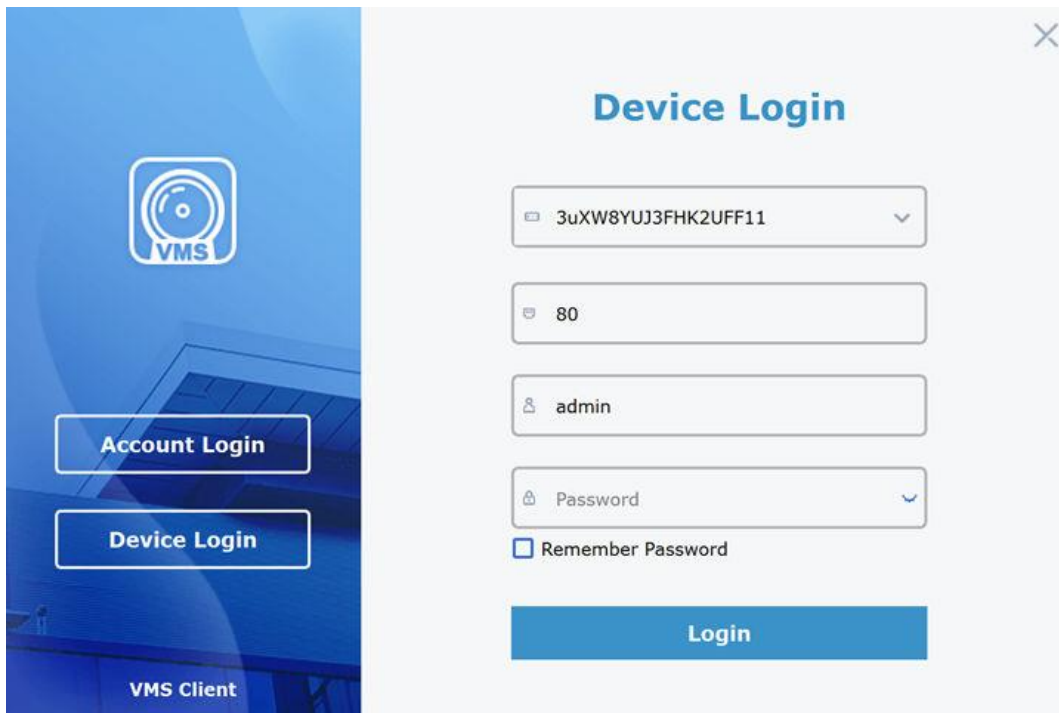 VMS
Account Login
Device Login
VMS Client
Device Login
3uXW8YUJ3FHK2UFF11
80
admin
Password
Remember Password
Login